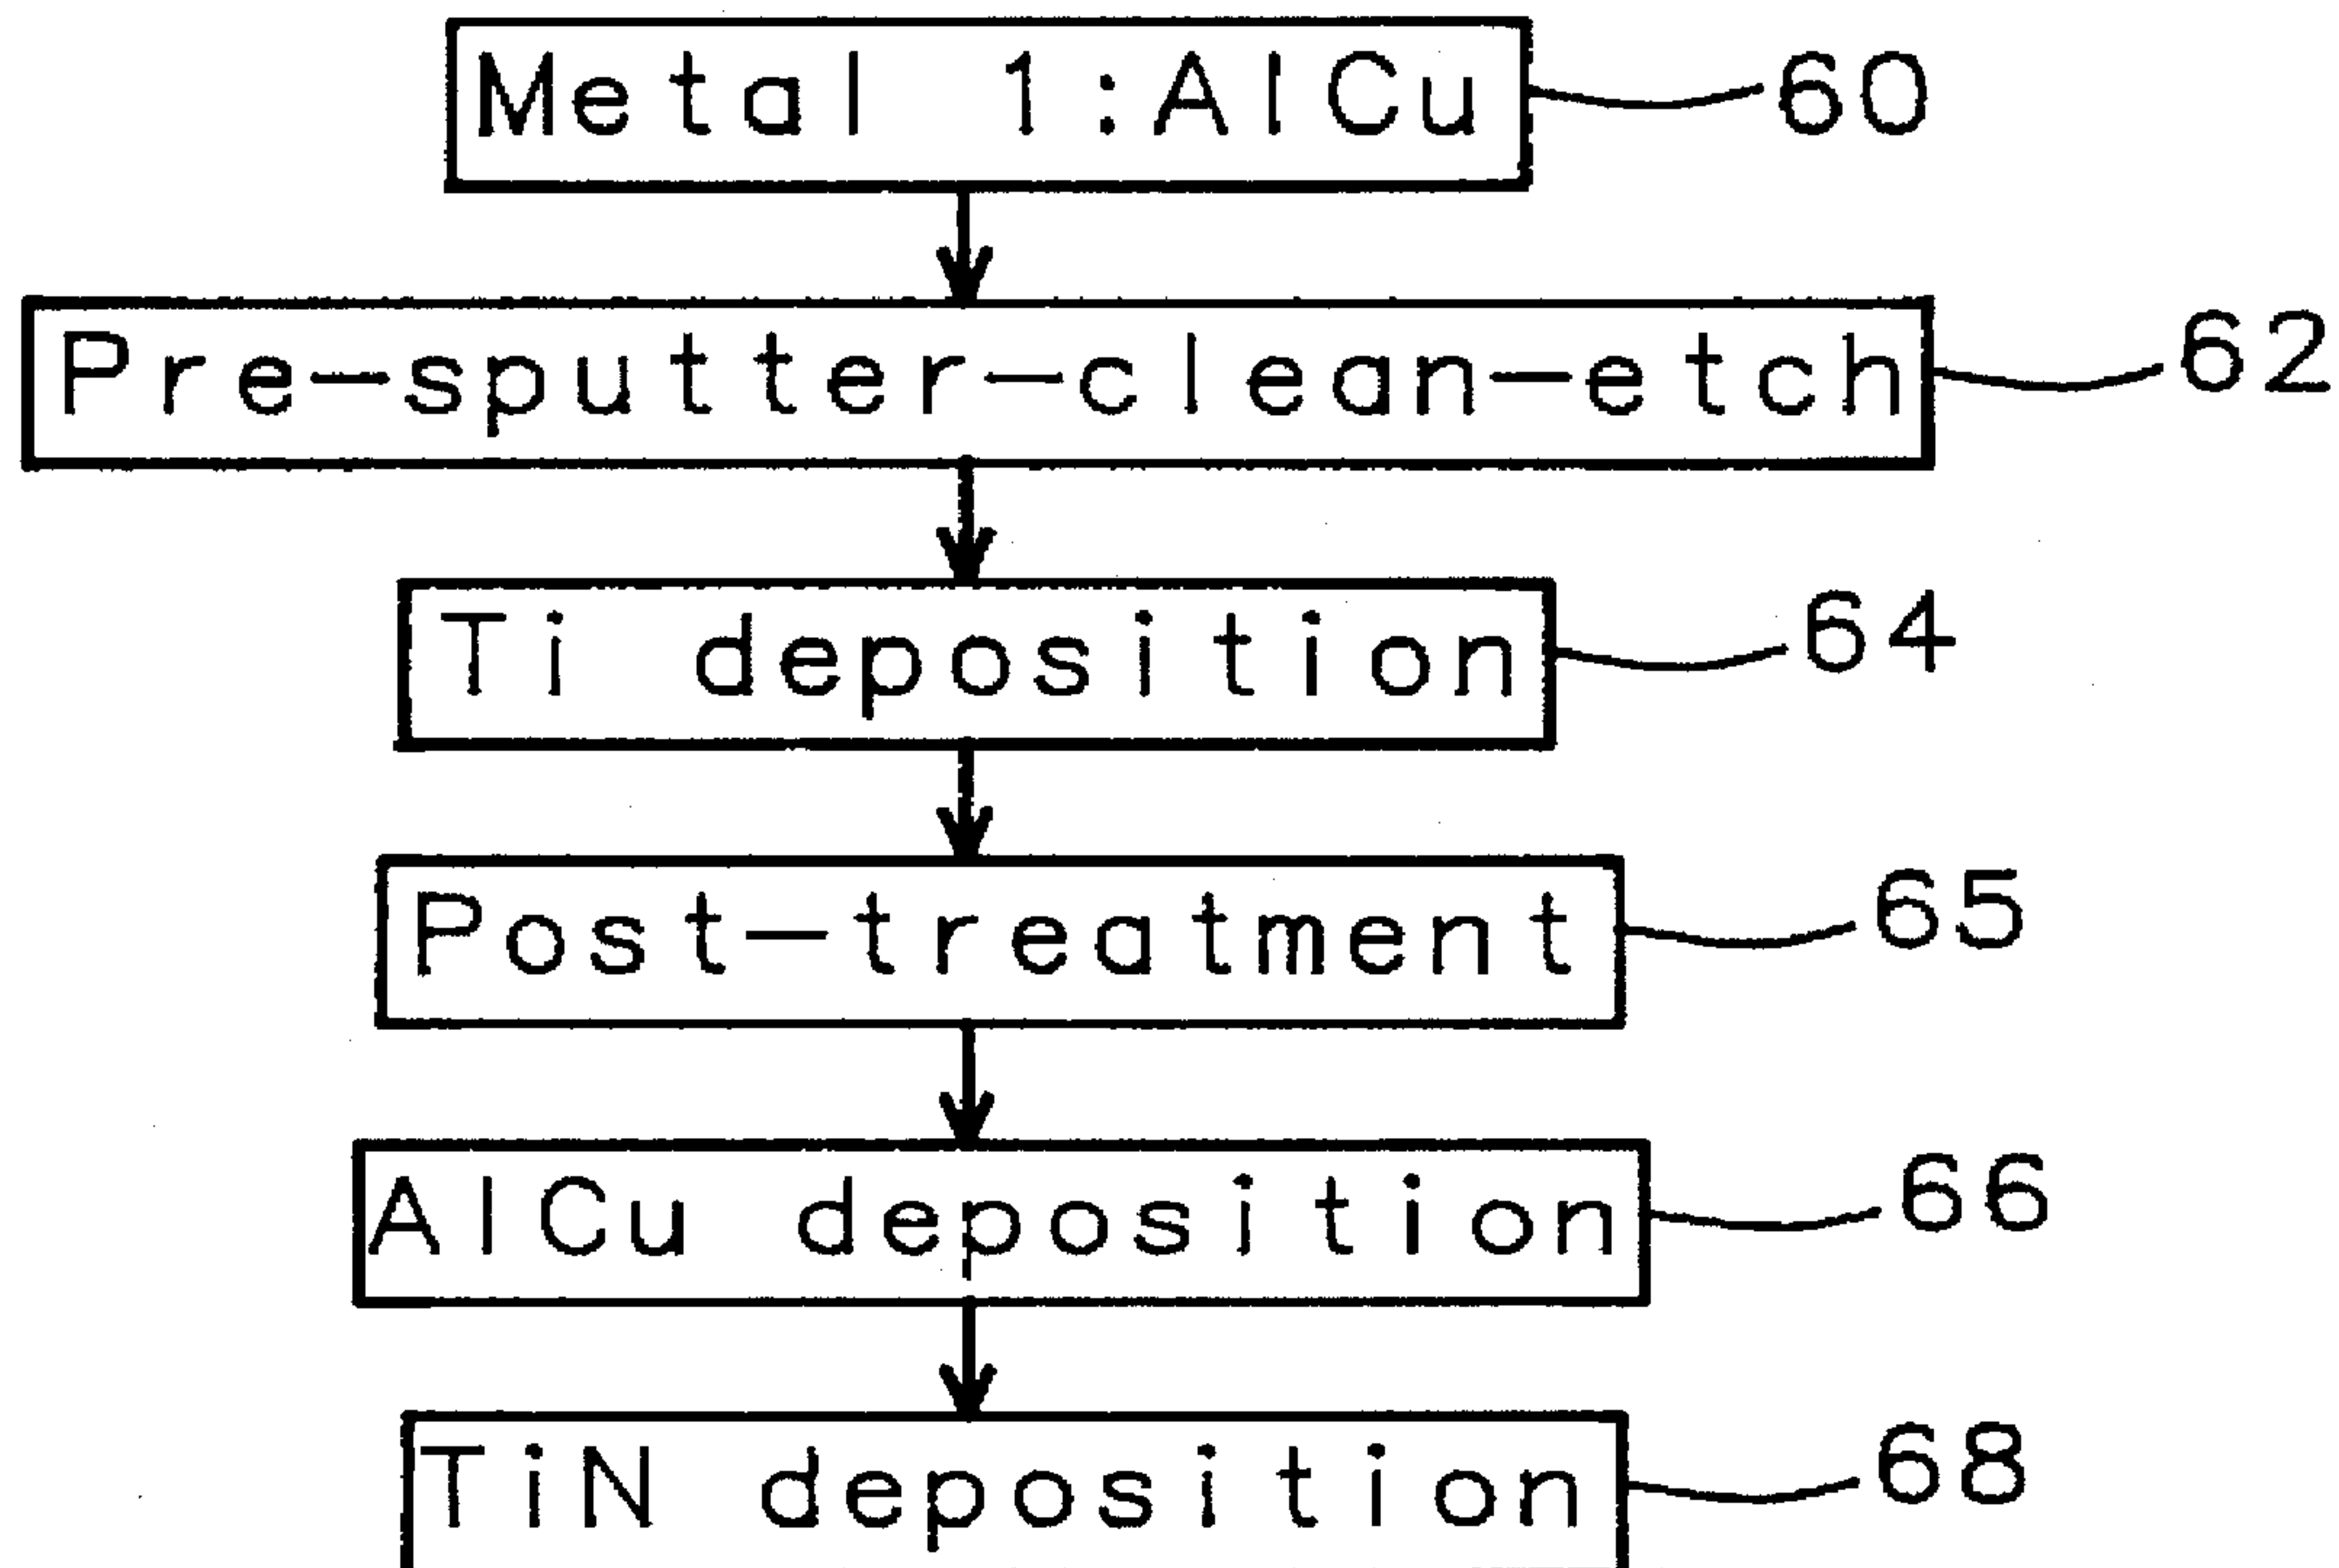 Metal 1:AlCu 60
Pre-sputter-clean-etch 62
Ti deposition 64
Post-treatment 65
AlCu deposition 66
TiN deposition 68